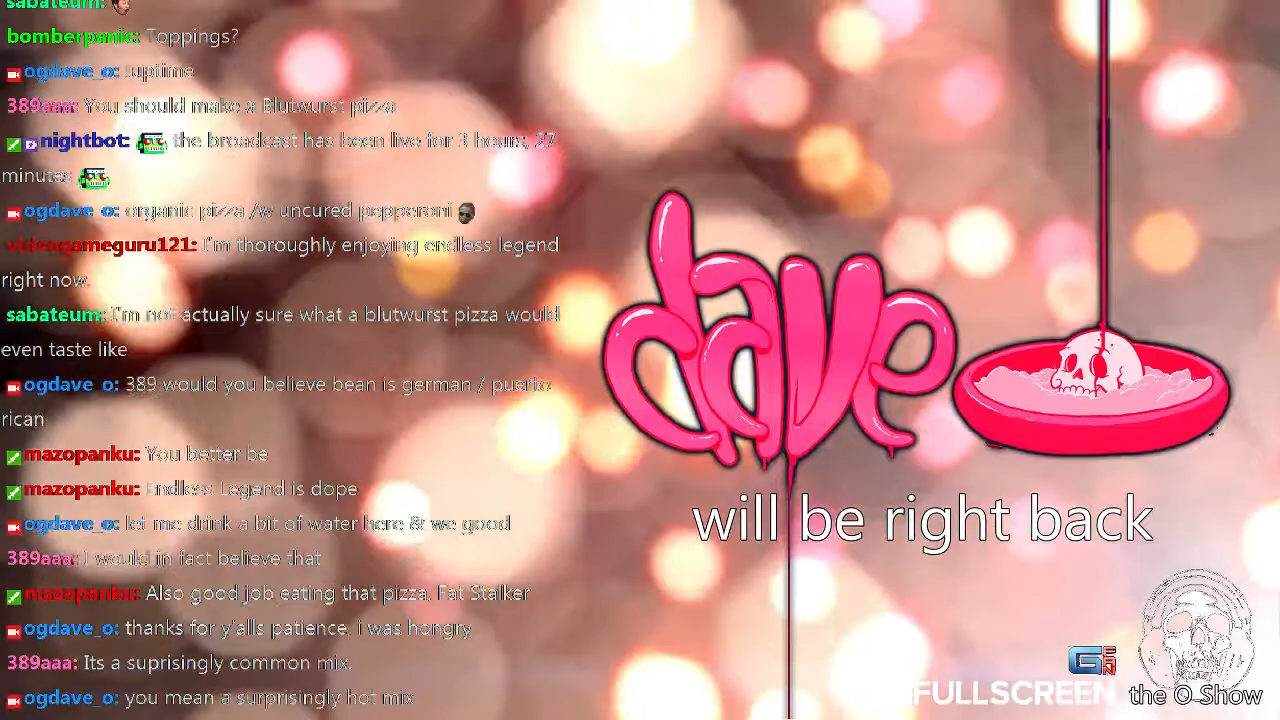 sabateum:
bomberpanic: Toppings?
ogdave_o: !uptime
389aaa: You should make a Blutwurst pizza
nightbot: the broadcast has been live for 3 hours, 27
minutes
ogdave_o: organic pizza /w uncured pepperoni
videogameguru121: I'm thoroughly enjoying endless legend
right now.
sabateum: I'm not actually sure what a blutwurst pizza would
even taste like
ogdave_o: 389 would you believe bean is german / puerto
rican
mazopanku: You better be
mazopanku: Endless: Legend is dope
ogdave_o: let me drink a bit of water here & we good
389aaa: I would in fact believe that
mazopanku: Also good job eating that pizza, Fat Stalker
ogdave_o: thanks for y'alls patience, i was hongry
389aaa: Its a suprisingly common mix.
ogdave_o: you mean a surprisingly hot mix
dave
will be right back
FULLSCREEN
the O-Show